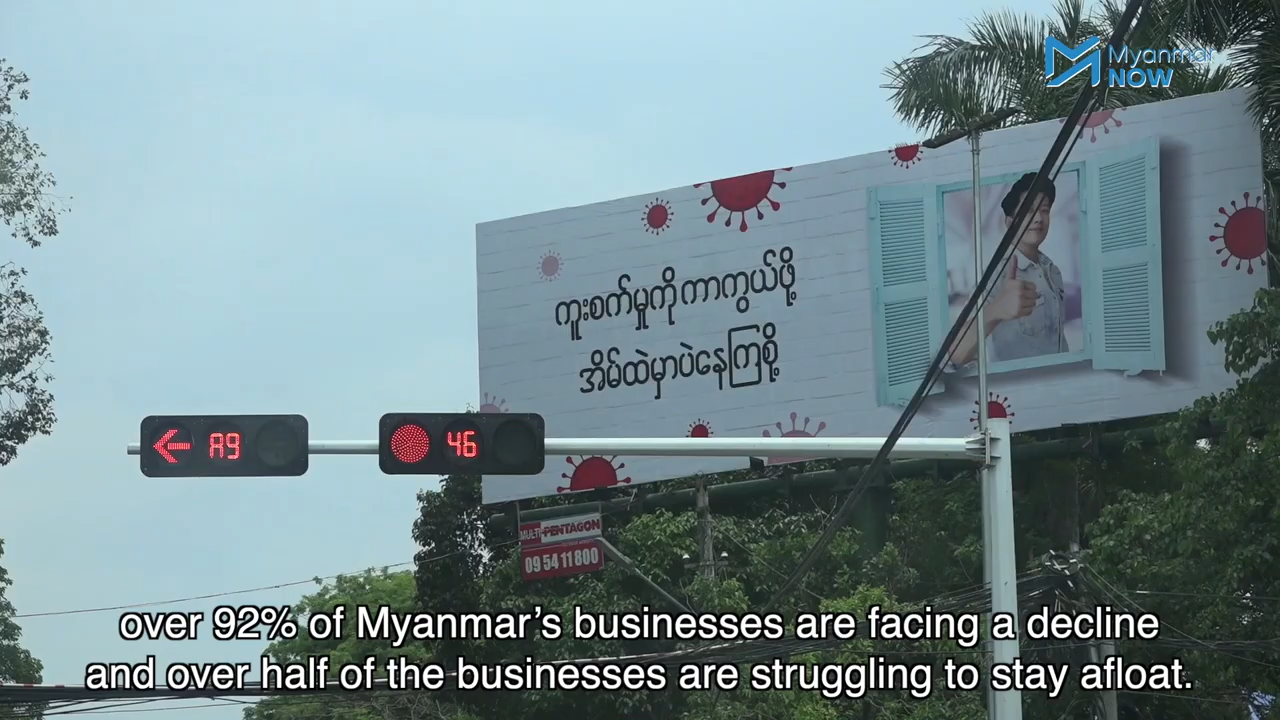 Myanmar
NOW
ကူးစက်မှုကို ကာကွယ်ဖို့
အိမ်ထဲမှာပဲနေကြစို့
A9
46
MULTI-PENTAGON
09 54 11 800
over 92% of Myanmar's businesses are facing a decline
and over half of the businesses are struggling to stay afloat.